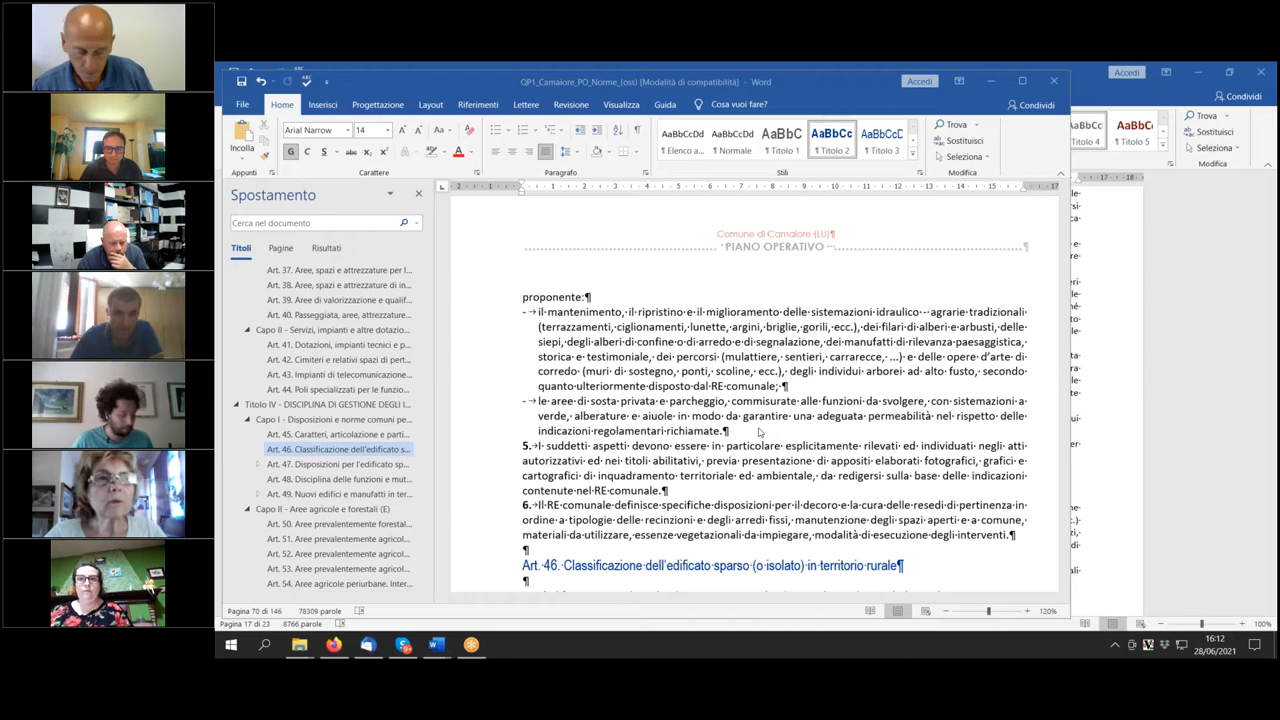 QP1_Camaiore_PO_Norme_(oss) [Modalità di compatibilità] - Word
Accedi
Accedi
File
Home
Inserisci
Progettazione
Layout
Riferimenti
Lettere
Revisione
Visualizza
Guida
Cosa vuoi fare?
Condividi
Condividi
Incolla
Arial Narrow
14
AaBbCcDd
AaBbCcDd
AaBbC
AaBbCc
AaBbCcC
¶ Elenco a...
¶ Normale
Titolo 1
¶ Titolo 2
¶ Titolo 3
Trova
Sostituisci
Seleziona
Titolo 4
¶ Titolo 5
Trova
Sostituisci
Seleziona
Appunti
Carattere
Paragrafo
Stili
Modifica
Modifica
Spostamento
Cerca nel documento
Titoli
Pagine
Risultati
Art. 37. Aree, spazi e attrezzature per l...
Art. 38. Aree, spazi e attrezzature di in...
Art. 39. Aree di valorizzazione e qualif...
Art. 40. Passeggiata, aree, attrezzature...
Capo II - Servizi, impianti e altre dotazio...
Art. 41. Dotazioni, impianti tecnici e p...
Art. 42. Cimiteri e relativi spazi di pert...
Art. 43. Impianti di telecomunicazione...
Art. 44. Poli specializzati per le funzio...
Titolo IV - DISCIPLINA DI GESTIONE DEGLI I...
Capo I - Disposizioni e norme comuni pe...
Art. 45. Caratteri, articolazione e parti...
Art. 46. Classificazione dell'edificato s...
Art. 47. Disposizioni per l'edificato sp...
Art. 48. Disciplina delle funzioni e mut...
Art. 49. Nuovi edifici e manufatti in ter...
Capo II - Aree agricole e forestali (E)
Art. 50. Aree prevalentemente forestal...
Art. 51. Aree prevalentemente agricol...
Art. 52. Aree prevalentemente agricol...
Art. 53. Aree prevalentemente agricol...
Art. 54. Aree agricole periurbane. Inter...
Comune di Camaiore (LU)¶
PIANO OPERATIVO
proponente:¶
- il mantenimento, il ripristino e il miglioramento delle sistemazioni idraulico - agrarie tradizionali
(terrazzamenti, ciglionamenti, lunette, argini, briglie, gorili, ecc.), dei filari di alberi e arbusti, delle
siepi, degli alberi di confine o di arredo e di segnalazione, dei manufatti di rilevanza paesaggistica,
storica e testimoniale, dei percorsi (mulattiere, sentieri, carrarecce, ...) e delle opere d'arte di
corredo (muri di sostegno, ponti, scoline, ecc.), degli individui arborei ad alto fusto, secondo
quanto ulteriormente disposto dal RE comunale; ¶
- le aree di sosta privata e parcheggio, commisurate alle funzioni da svolgere, con sistemazioni a
verde, alberature e aiuole in modo da garantire una adeguata permeabilità nel rispetto delle
indicazioni regolamentari richiamate.¶
5. I suddetti aspetti devono essere in particolare esplicitamente rilevati ed individuati negli atti
autorizzativi ed nei titoli abilitativi, previa presentazione di appositi elaborati fotografici, grafici e
cartografici di inquadramento territoriale ed ambientale, da redigersi sulla base delle indicazioni
contenute nel RE comunale.¶
6. Il RE comunale definisce specifiche disposizioni per il decoro e la cura delle resedi di pertinenza in
ordine a tipologie delle recinzioni e degli arredi fissi, manutenzione degli spazi aperti e a comune,
materiali da utilizzare, essenze vegetazionali da impiegare, modalità di esecuzione degli interventi.¶
¶
Art. 46. Classificazione dell'edificato sparso (o isolato) in territorio rurale¶
¶
Pagina 70 di 146
78309 parole
120%
Pagina 17 di 23
8766 parole
100%
16:12
28/06/2021